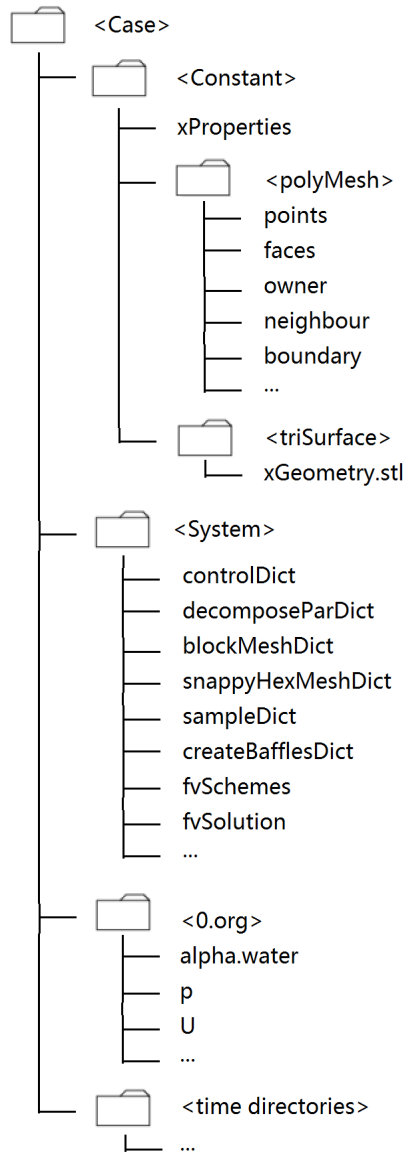 <Case>
<Constant>
xProperties
<polyMesh>
points
faces
owner
neighbour
boundary
...
<triSurface>
xGeometry.stl
<System>
controlDict
decomposeParDict
blockMeshDict
snappyHexMeshDict
sampleDict
createBafflesDict
fvSchemes
fvSolution
...
<0.org>
alpha.water
p
U
...
<time directories>
...